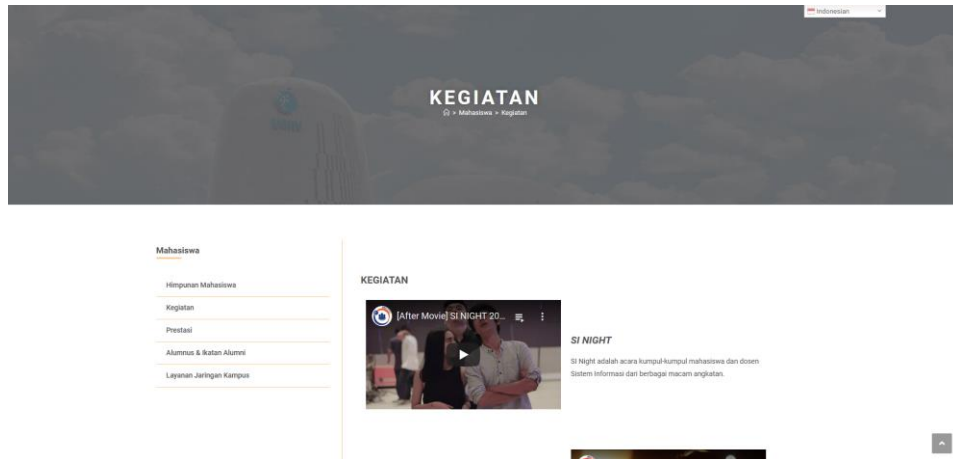 Indonesian
KEGIATAN
> Mahasiswa > Kegiatan
Mahasiswa
Himpunan Mahasiswa
Kegiatan
Prestasi
Alumnus & Ikatan Alumni
Layanan Jaringan Kampus
KEGIATAN
[After Movie] SI NIGHT 20...
SI NIGHT
SI Night adalah acara kumpul-kumpul mahasiswa dan dosen
Sistem Informasi dari berbagai macam angkatan.